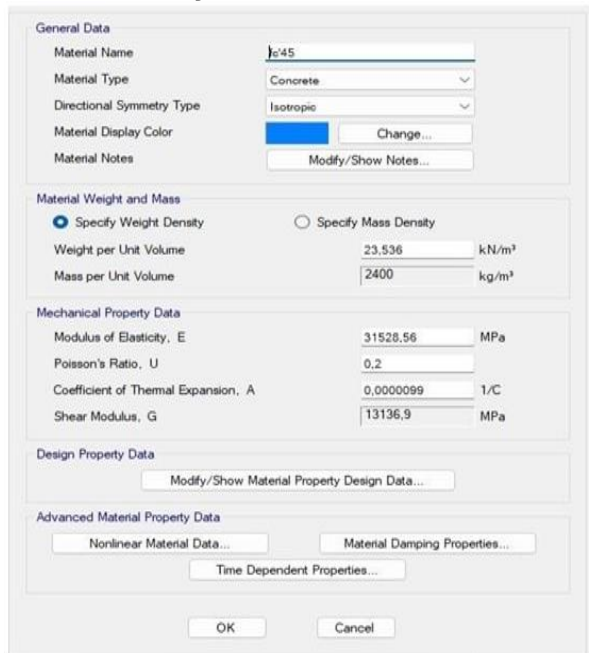 General Data
Material Name fc'45
Material Type Concrete
Directional Symmetry Type Isotropic
Material Display Color Change...
Material Notes Modify/Show Notes...
Material Weight and Mass
Specify Weight Density Specify Mass Density
Weight per Unit Volume 23,536 kN/m³
Mass per Unit Volume 2400 kg/m³
Mechanical Property Data
Modulus of Elasticity, E 31528,56 MPa
Poisson's Ratio, U 0,2
Coefficient of Thermal Expansion, A 0,0000099 1/C
Shear Modulus, G 13136,9 MPa
Design Property Data
Modify/Show Material Property Design Data...
Advanced Material Property Data
Nonlinear Material Data... Material Damping Properties...
Time Dependent Properties...
OK Cancel